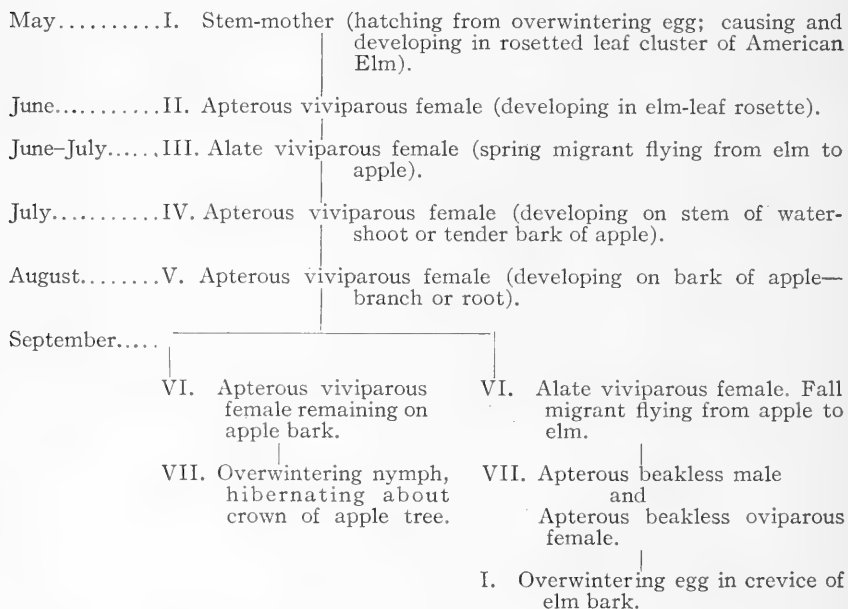 May..........I. Stem-mother (hatching from overwintering egg; causing and
developing in rosetted leaf cluster of American
Elm).
June...........II. Apterous viviparous female (developing in elm-leaf rosette).
June–July......III. Alate viviparous female (spring migrant flying from elm to
apple).
July...........IV. Apterous viviparous female (developing on stem of water-
shoot or tender bark of apple).
August........V. Apterous viviparous female (developing on bark of apple—
branch or root).
September.....
VI. Apterous viviparous
female remaining on
apple bark.
VII. Overwintering nymph,
hibernating about
crown of apple tree.
VI. Alate viviparous female. Fall
migrant flying from apple to
elm.
VII. Apterous beakless male
and
Apterous beakless oviparous
female.
I. Overwintering egg in crevice of
elm bark.